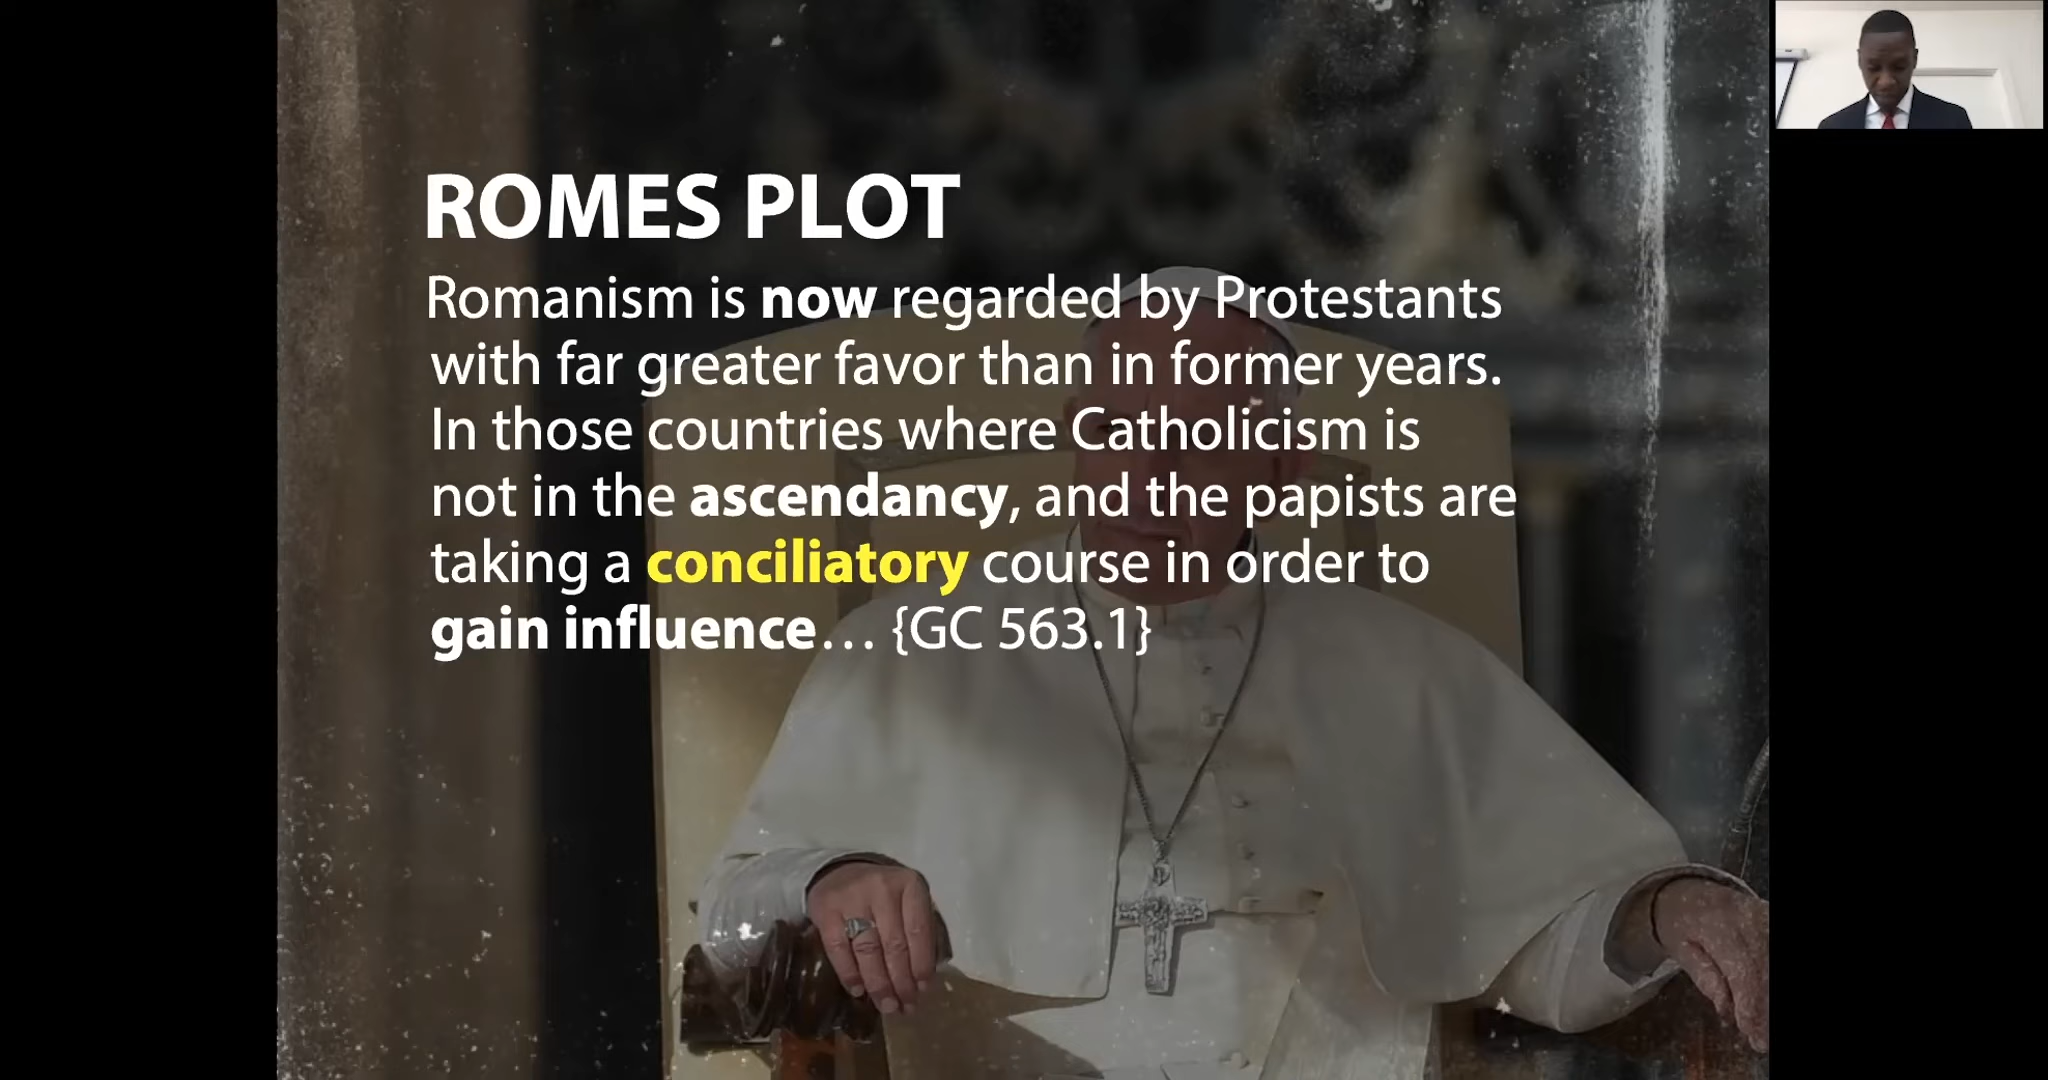 ROMES PLOT
Romanism is now regarded by Protestants
with far greater favor than in former years.
In those countries where Catholicism is
not in the ascendancy, and the papists are
taking a conciliatory course in order to
gain influence… {GC 563.1}